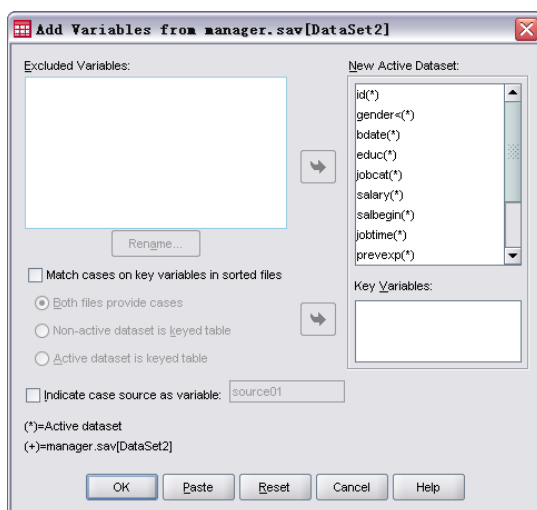 Add Variables from manager.sav[DataSet2]
Excluded Variables:
New Active Dataset:
id(*)
gender<(*)
bdate(*)
educ(*)
jobcat(*)
salary(*)
salbegin(*)
jobtime(*)
prevexp(*)
Rename...
Match cases on key variables in sorted files
Both files provide cases
Non-active dataset is keyed table
Active dataset is keyed table
Key Variables:
Indicate case source as variable: source01
(*)=Active dataset
(+)=manager.sav[DataSet2]
OK Paste Reset Cancel Help